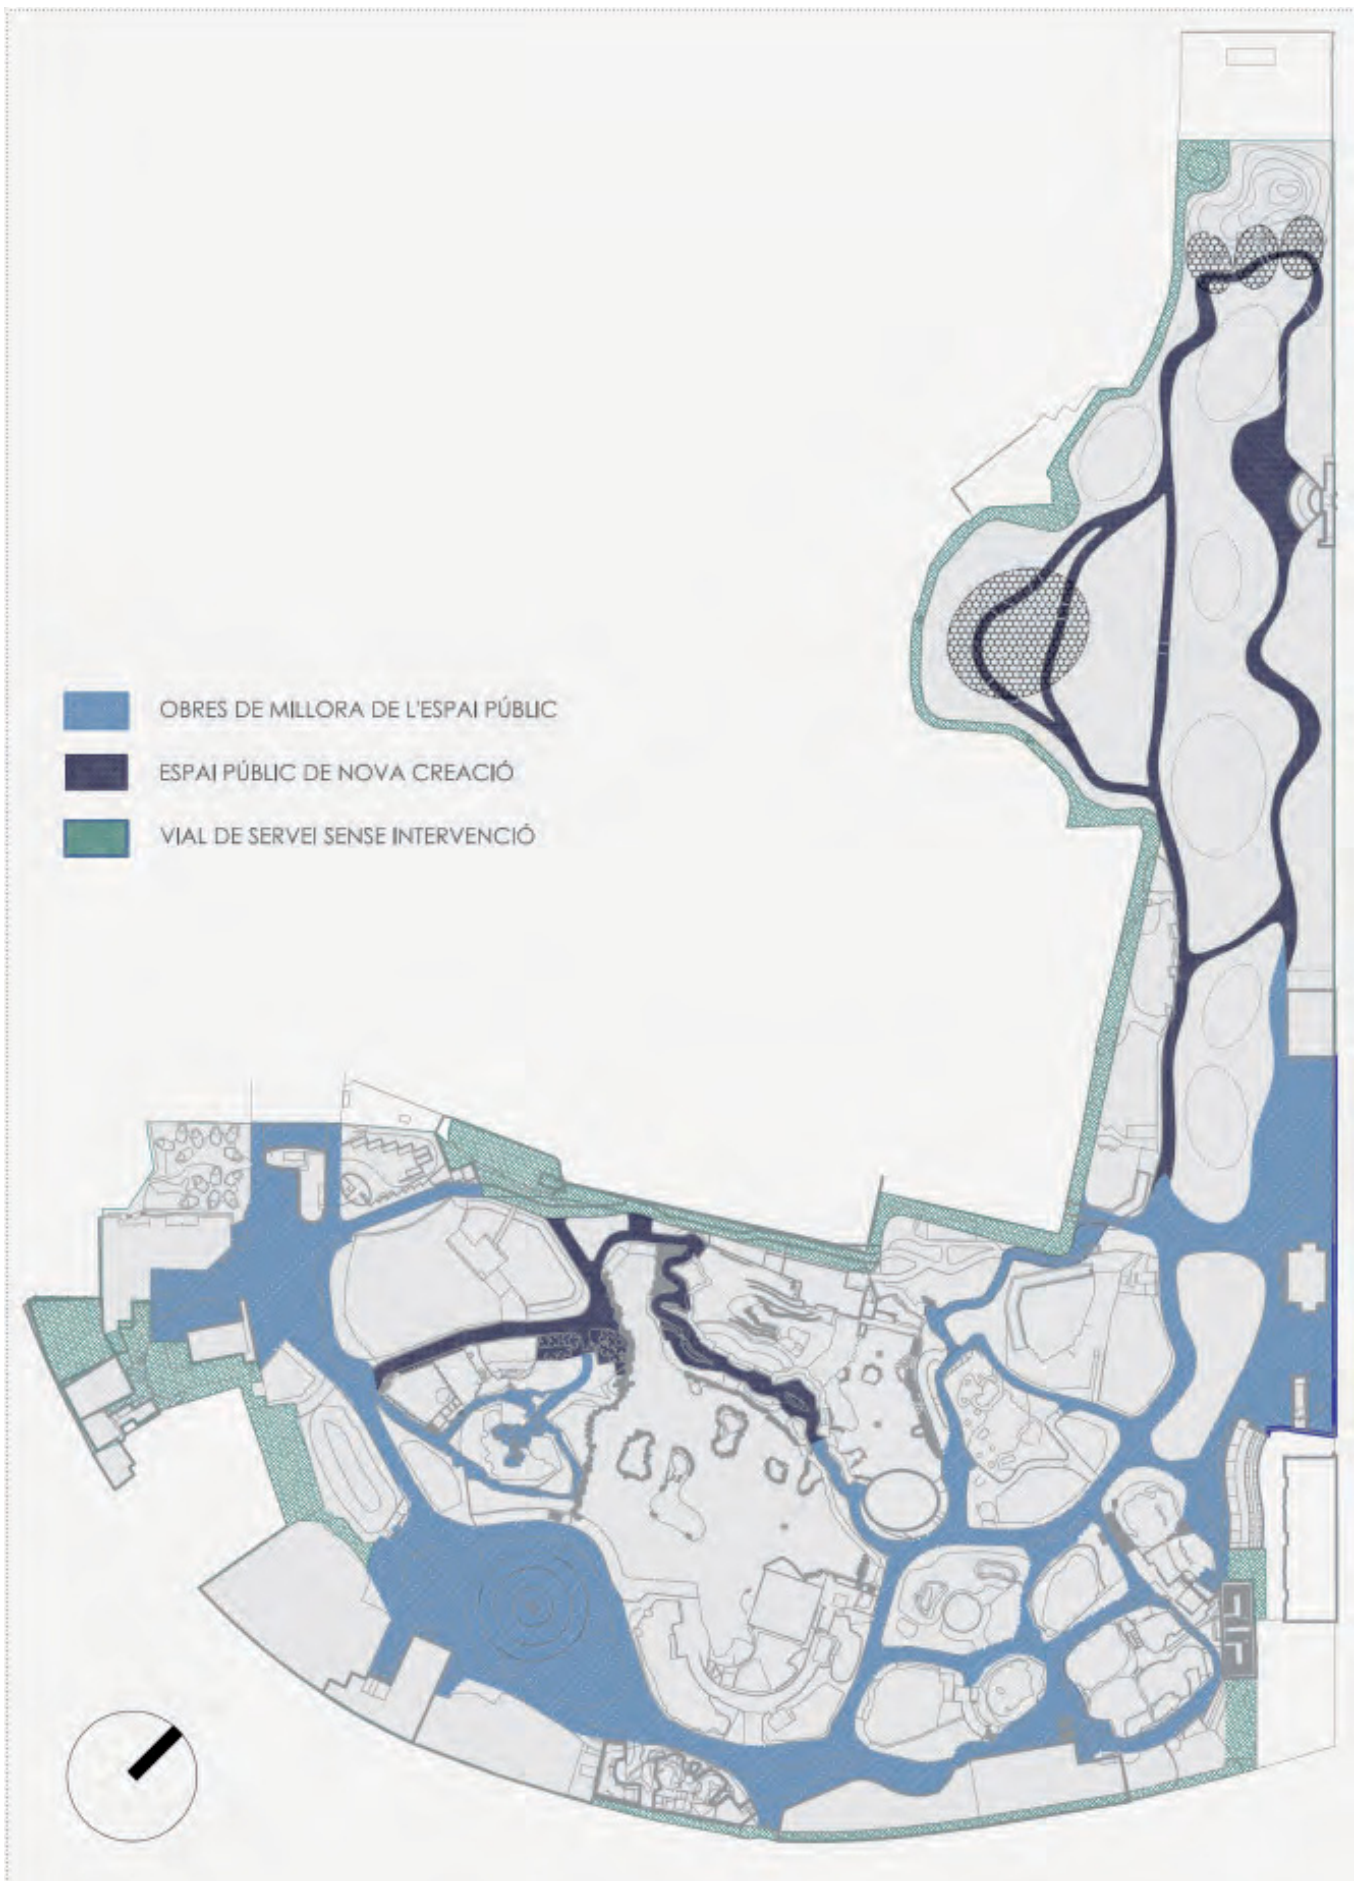 OBRES DE MILLORA DE L'ESPAI PÚBLIC
ESPAI PÚBLIC DE NOVA CREACIÓ
VIAL DE SERVEI SENSE INTERVENCIÓ